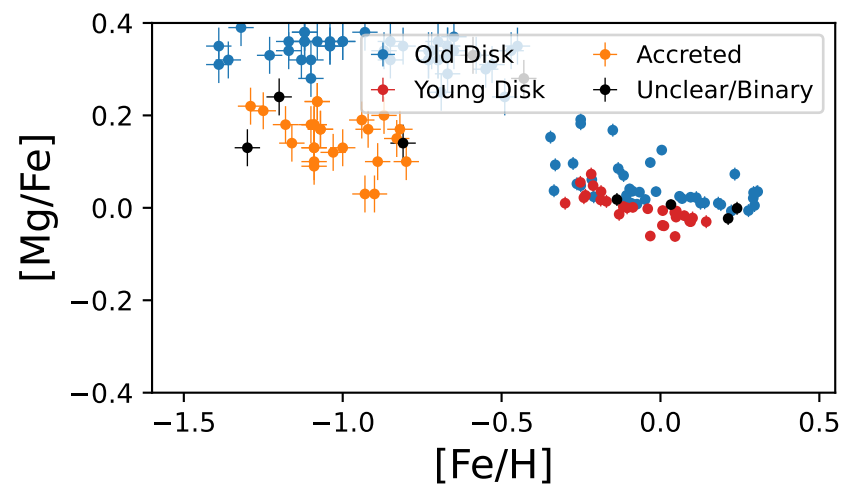 0.4
Old Disk
Accreted
Young Disk
Unclear/Binary
0.2
0.0
−0.2
−0.4
[Mg/Fe]
−1.5 −1.0 −0.5 0.0 0.5
[Fe/H]